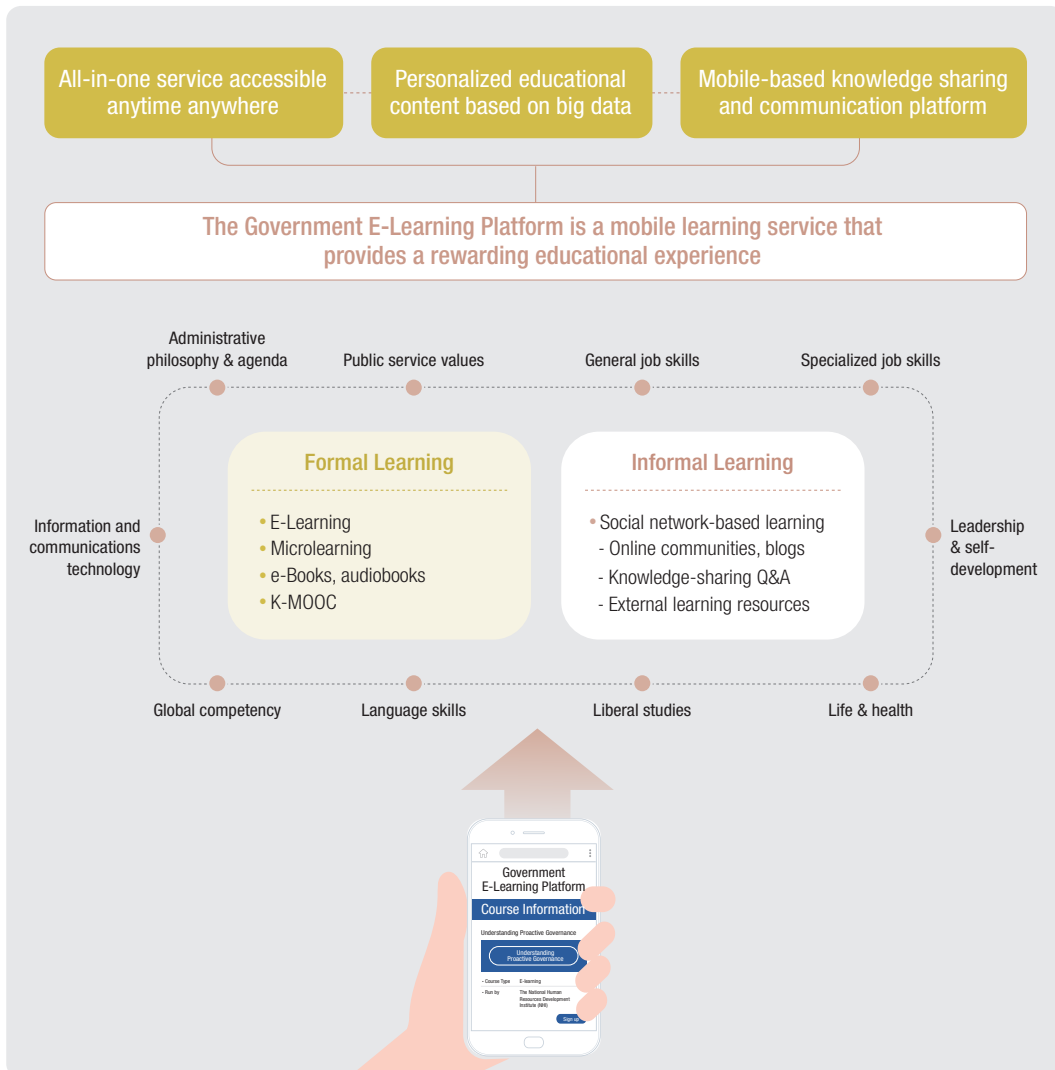 All-in-one service accessible
anytime anywhere
Personalized educational
content based on big data
Mobile-based knowledge sharing
and communication platform
The Government E-Learning Platform is a mobile learning service that
provides a rewarding educational experience
Administrative
philosophy & agenda
Public service values
General job skills
Specialized job skills
Formal Learning
• E-Learning
• Microlearning
• e-Books, audiobooks
• K-MOOC
Informal Learning
• Social network-based learning
- Online communities, blogs
- Knowledge-sharing Q&A
- External learning resources
Information and
communications
technology
Leadership
& self-
development
Global competency
Language skills
Liberal studies
Life & health
Government
E-Learning Platform
Course Information
Understanding Proactive Governance
Understanding
Proactive Governance
- Course Type E-learning
- Run by The National Human
Resources Development
Institute (NHI)
Sign up